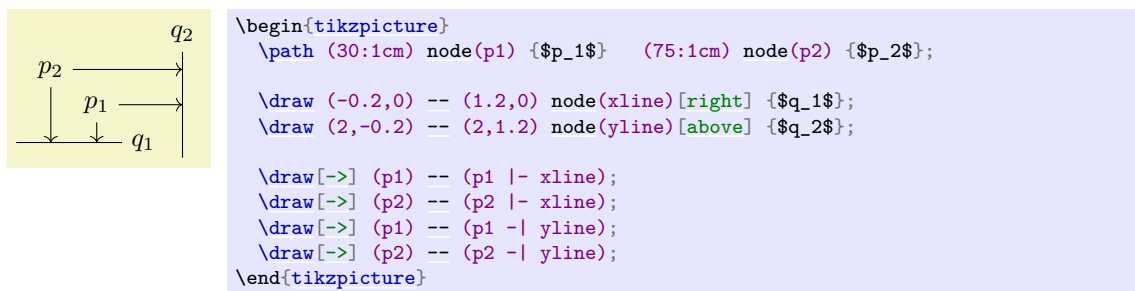 q2
p2
p1
q1
\begin{tikzpicture}
  \path (30:1cm) node(p1) {$p_1$}   (75:1cm) node(p2) {$p_2$};

  \draw (-0.2,0) -- (1.2,0) node(xline)[right] {$q_1$};
  \draw (2,-0.2) -- (2,1.2) node(yline)[above] {$q_2$};

  \draw[->] (p1) -- (p1 |- xline);
  \draw[->] (p2) -- (p2 |- xline);
  \draw[->] (p1) -- (p1 -| yline);
  \draw[->] (p2) -- (p2 -| yline);
\end{tikzpicture}